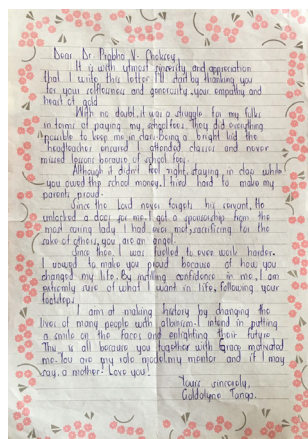 Dear Dr. Prabha N. Choksey,
It is with utmost sincerity and appreciation
that I write this letter. I'll start by thanking you
for your selflessness and generosity, your empathy and
heart of gold.
With no doubt, it was a struggle for my folks
in terms of paying my school fees. They did everything
possible to keep me in class. Being a bright kid the
headteacher ensured I attended classes and never
missed lessons because of school fees.
Although it didn't feel right, staying in class while
you owed the school money, I tried hard to make my
parents proud.
Since the Lord never forgets his servant, He
unlocked a door for me. I got a sponsorship from the
most caring lady I had ever met, sacrificing for the
sake of others, you are an angel.
Since then, I was fuelled to even work harder.
I vowed to make you proud because of how you
changed my life. By instilling confidence in me, I am
extremely sure of what I want in life, following your
footsteps.
I aim at making history by changing the
lives of many people with albinism. I intend in putting
a smile on the faces and enlighting their future.
This is all because you together with Grace motivated
me. You are my role model, my mentor and if I may
say, a mother! Love you!
Yours sincerely,